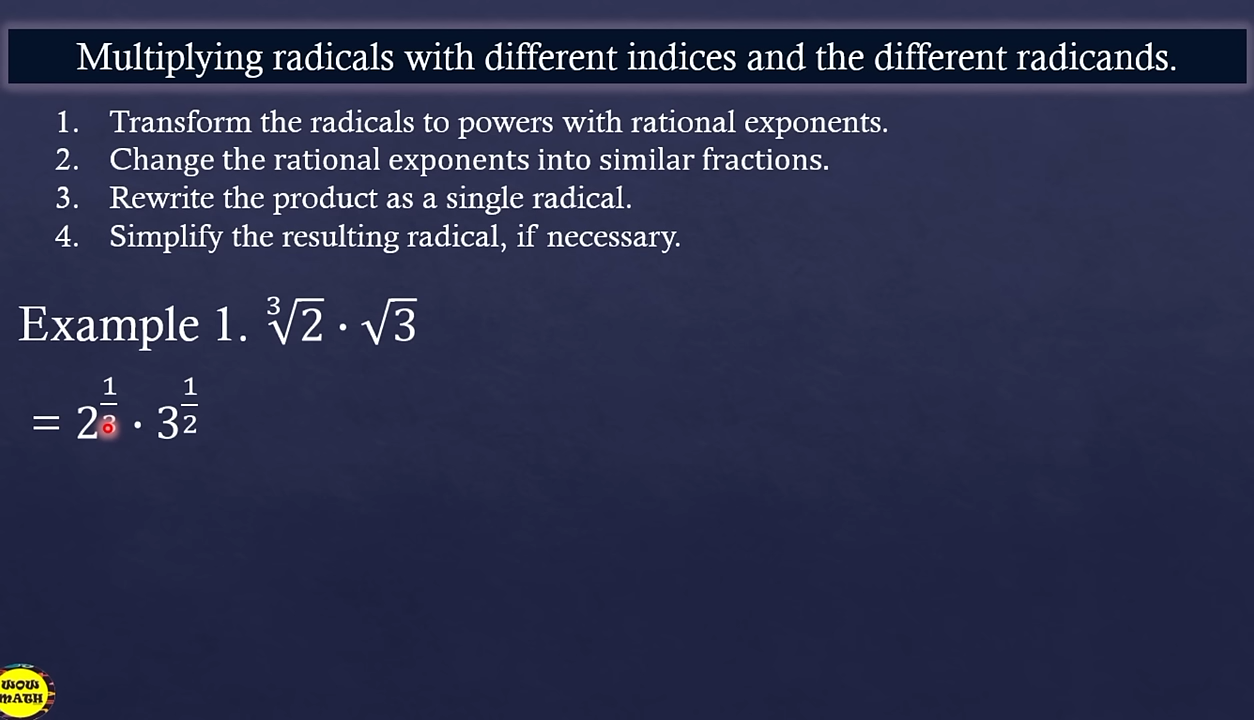 Multiplying radicals with different indices and the different radicands.
1. Transform the radicals to powers with rational exponents.
2. Change the rational exponents into similar fractions.
3. Rewrite the product as a single radical.
4. Simplify the resulting radical, if necessary.
Example 1. ∛2 · √3
= 2^(1/3) · 3^(1/2)
WOW
MATH